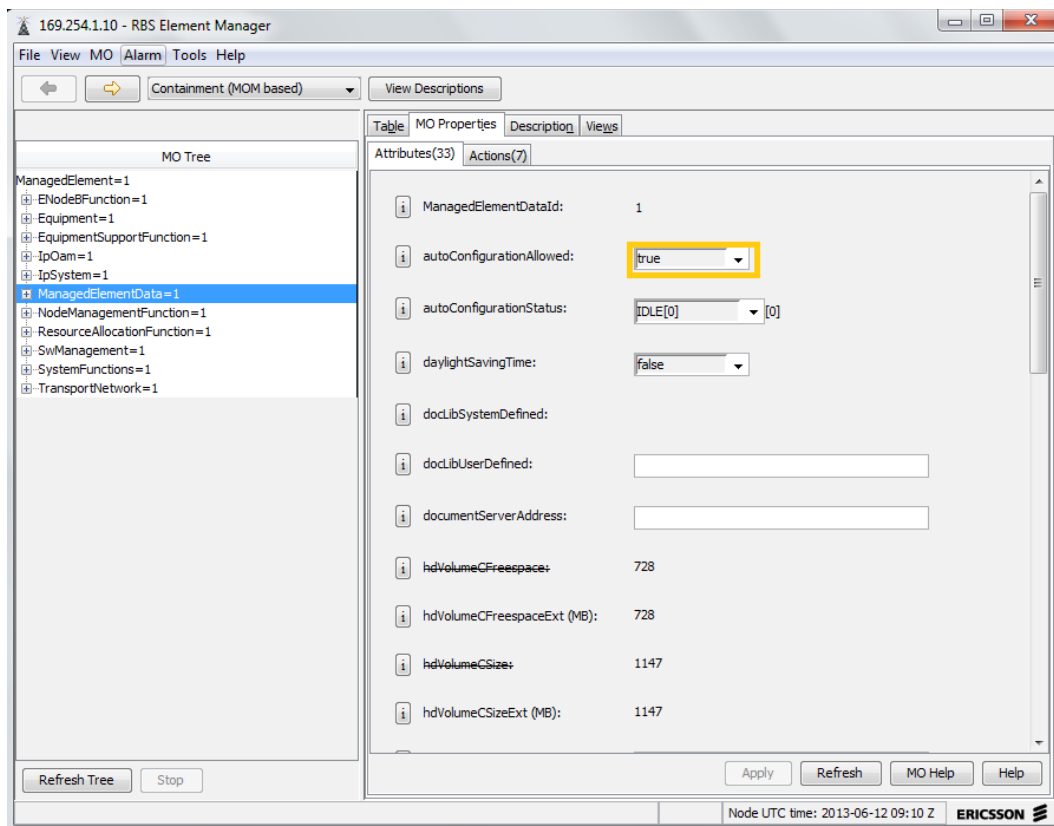 169.254.1.10 - RBS Element Manager
File View MO Alarm Tools Help
Containment (MOM based) View Descriptions
Table MO Properties Description Views
MO Tree
Attributes(33) Actions(7)
ManagedElement=1
ENodeBFunction=1
Equipment=1
EquipmentSupportFunction=1
IpOam=1
IpSystem=1
ManagedElementData=1
NodeManagementFunction=1
ResourceAllocationFunction=1
SwManagement=1
SystemFunctions=1
TransportNetwork=1
i ManagedElementDataId: 1
i autoConfigurationAllowed: true
i autoConfigurationStatus: IDLE[0] [0]
i daylightSavingTime: false
i docLibSystemDefined:
i docLibUserDefined:
i documentServerAddress:
i hdVolumeCFreespace: 728
i hdVolumeCFreespaceExt (MB): 728
i hdVolumeCSize: 1147
i hdVolumeCSizeExt (MB): 1147
Refresh Tree Stop
Apply Refresh MO Help Help
Node UTC time: 2013-06-12 09:10 Z ERICSSON